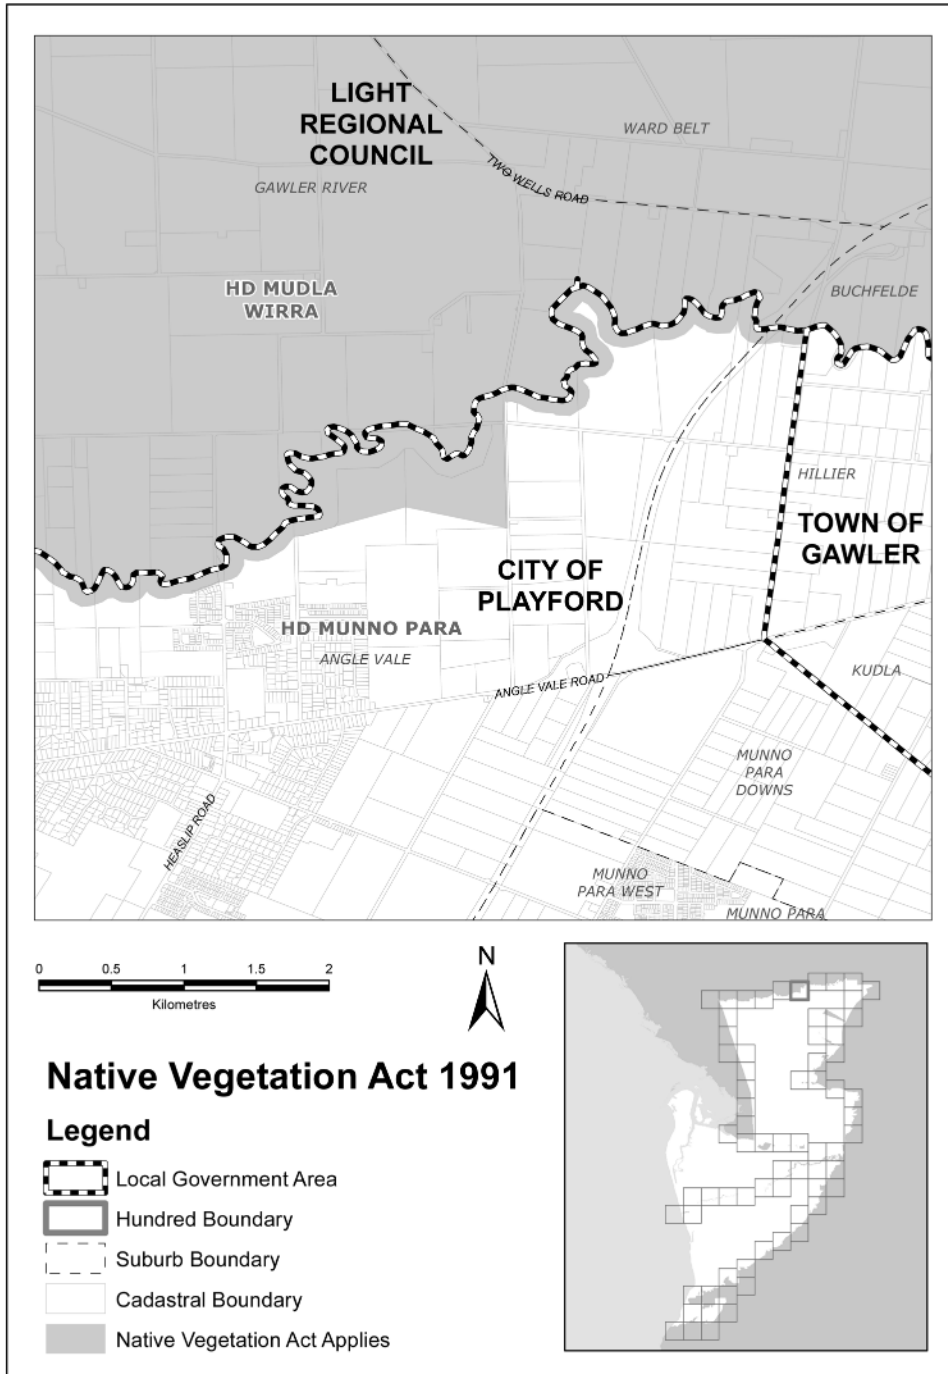 LIGHT
REGIONAL
COUNCIL
WARD BELT
TWO WELLS ROAD
GAWLER RIVER
HD MUDLA
WIRRA
BUCHFELDE
HILLIER
TOWN OF
GAWLER
CITY OF
PLAYFORD
HD MUNNO PARA
ANGLE VALE
KUDLA
ANGLE VALE ROAD
MUNNO
PARA
DOWNS
HEASLIP ROAD
MUNNO
PARA WEST
MUNNO PARA
0 0.5 1 1.5 2
Kilometres
N
Native Vegetation Act 1991
Legend
Local Government Area
Hundred Boundary
Suburb Boundary
Cadastral Boundary
Native Vegetation Act Applies